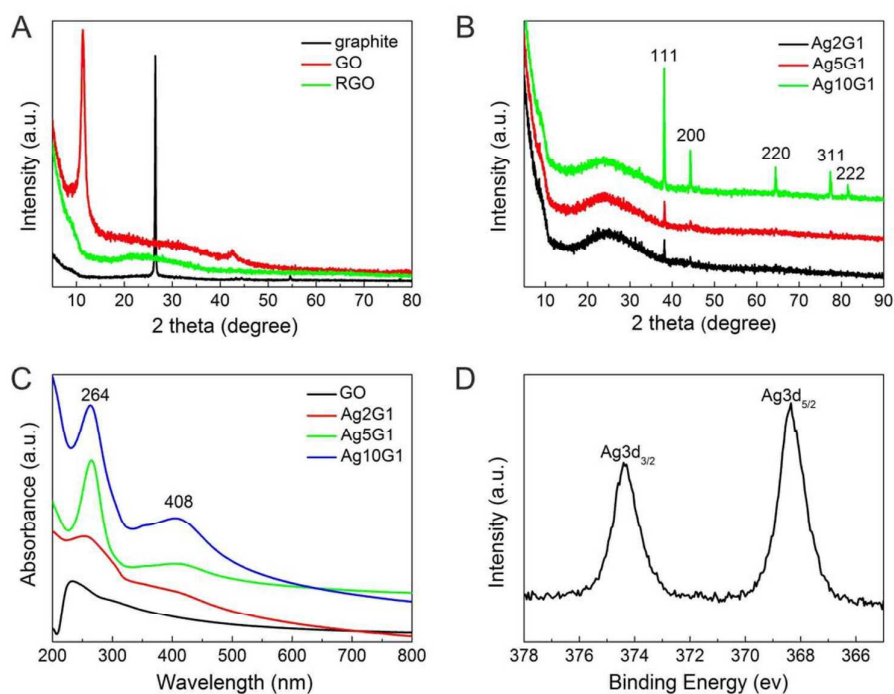 A
graphite
GO
RGO
Intensity (a.u.)
5 10 20 30 40 50 60 70 80
2 theta (degree)
B
Ag2G1
Ag5G1
Ag10G1
111
200
220
311
222
Intensity (a.u.)
10 20 30 40 50 60 70 80 90
2 theta (degree)
C
264
408
GO
Ag2G1
Ag5G1
Ag10G1
Absorbance (a.u.)
200 300 400 500 600 700 800
Wavelength (nm)
D
Ag3d3/2
Ag3d5/2
Intensity (a.u.)
378 376 374 372 370 368 366
Binding Energy (ev)